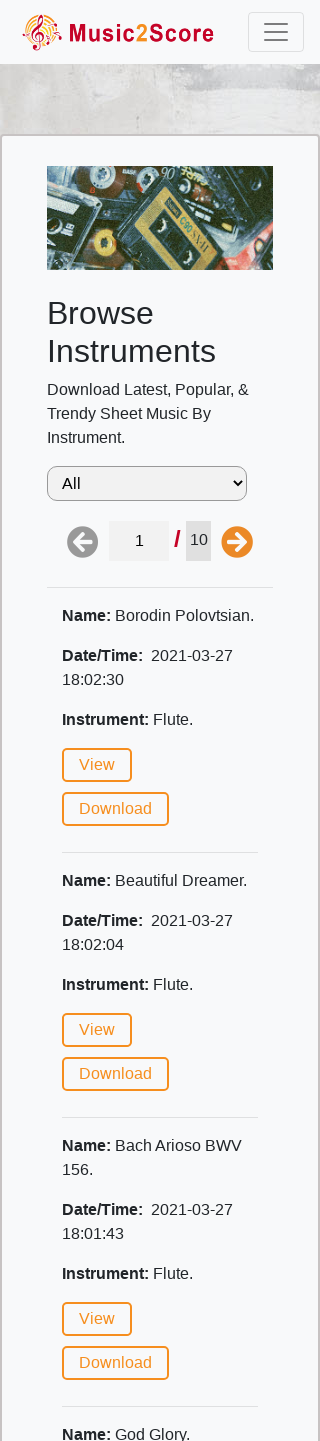 Music2Score
BASF
90
C90
Browse
Instruments
Download Latest, Popular, &
Trendy Sheet Music By
Instrument.
All
1 / 10
Name: Borodin Polovtsian.
Date/Time:  2021-03-27
18:02:30
Instrument: Flute.
View
Download
Name: Beautiful Dreamer.
Date/Time:  2021-03-27
18:02:04
Instrument: Flute.
View
Download
Name: Bach Arioso BWV
156.
Date/Time:  2021-03-27
18:01:43
Instrument: Flute.
View
Download
Name: God Glory.